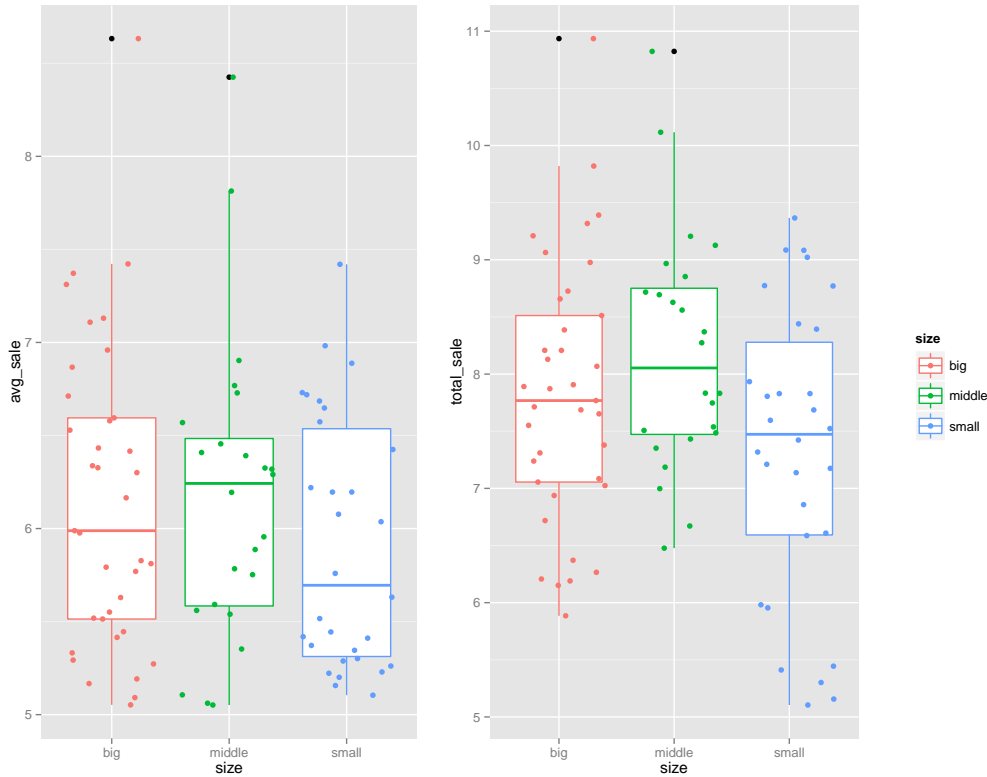 avg_sale
8
7
6
5
big
middle
small
size
total_sale
11
10
9
8
7
6
5
big
middle
small
size
size
big
middle
small